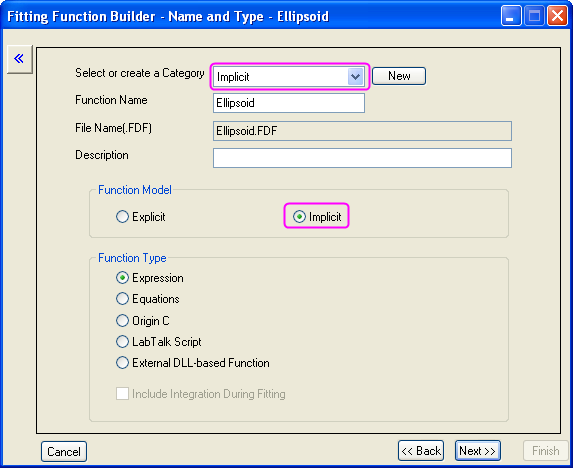 Fitting Function Builder - Name and Type - Ellipsoid
«
Select or create a Category Implicit New
Function Name Ellipsoid
File Name(.FDF) Ellipsoid.FDF
Description
Function Model
Explicit Implicit
Function Type
Expression
Equations
Origin C
LabTalk Script
External DLL-based Function
Include Integration During Fitting
Cancel << Back Next >> Finish